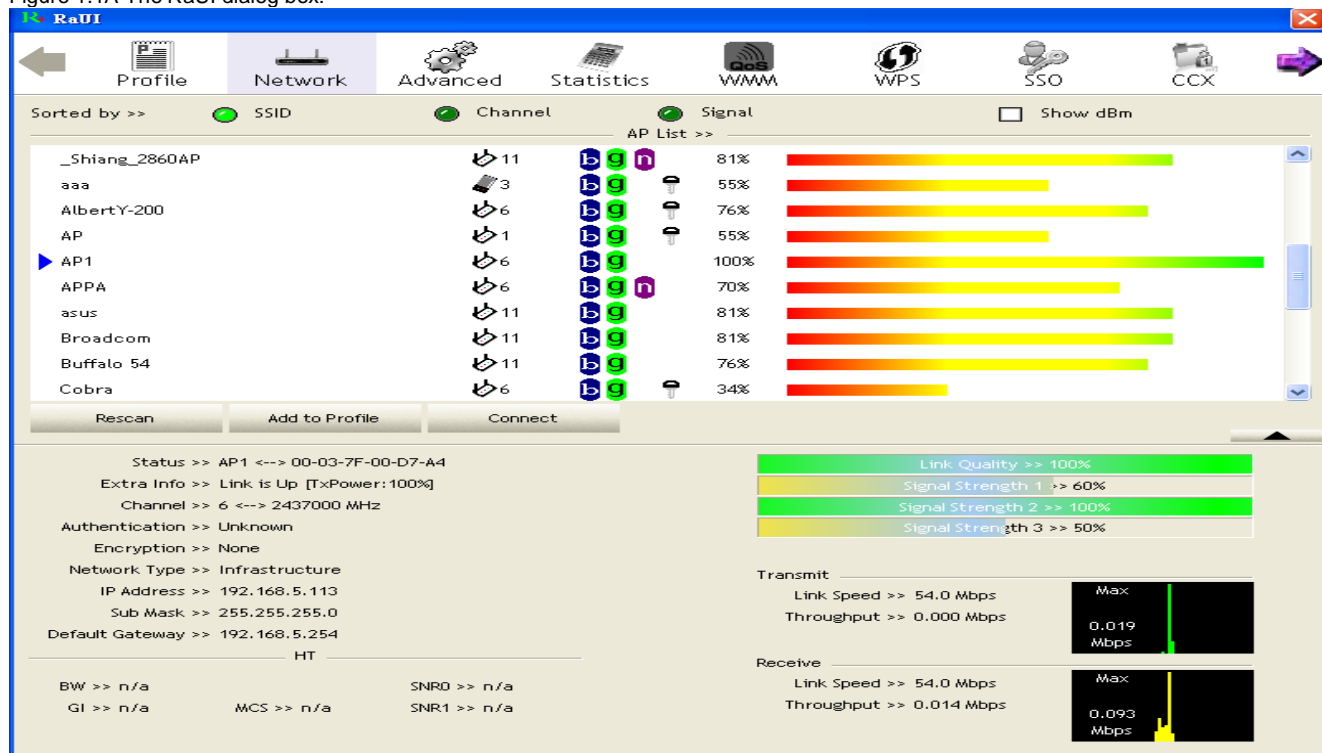 Figure 1.1A The RaUI dialog box.
RaUI
Profile Network Advanced Statistics QoS WMM WPS SSO CCX
Sorted by >> SSID Channel Signal Show dBm
AP List >>
_Shiang_2860AP 11 b g n 81%
aaa 3 b g 55%
AlbertY-200 6 b g 76%
AP 1 b g 55%
AP1 6 b g 100%
APPA 6 b g n 70%
asus 11 b g 81%
Broadcom 11 b g 81%
Buffalo 54 11 b g 76%
Cobra 6 b g 34%
Rescan Add to Profile Connect
Status >> AP1 <--> 00-03-7F-00-D7-A4
Extra Info >> Link is Up [TxPower:100%]
Channel >> 6 <--> 2437000 MHz
Authentication >> Unknown
Encryption >> None
Network Type >> Infrastructure
IP Address >> 192.168.5.113
Sub Mask >> 255.255.255.0
Default Gateway >> 192.168.5.254
HT
BW >> n/a SNR0 >> n/a
GI >> n/a MCS >> n/a SNR1 >> n/a
Link Quality >> 100%
Signal Strength 1 >> 60%
Signal Strength 2 >> 100%
Signal Strength 3 >> 50%
Transmit
Link Speed >> 54.0 Mbps
Throughput >> 0.000 Mbps
Max
0.019
Mbps
Receive
Link Speed >> 54.0 Mbps
Throughput >> 0.014 Mbps
Max
0.093
Mbps